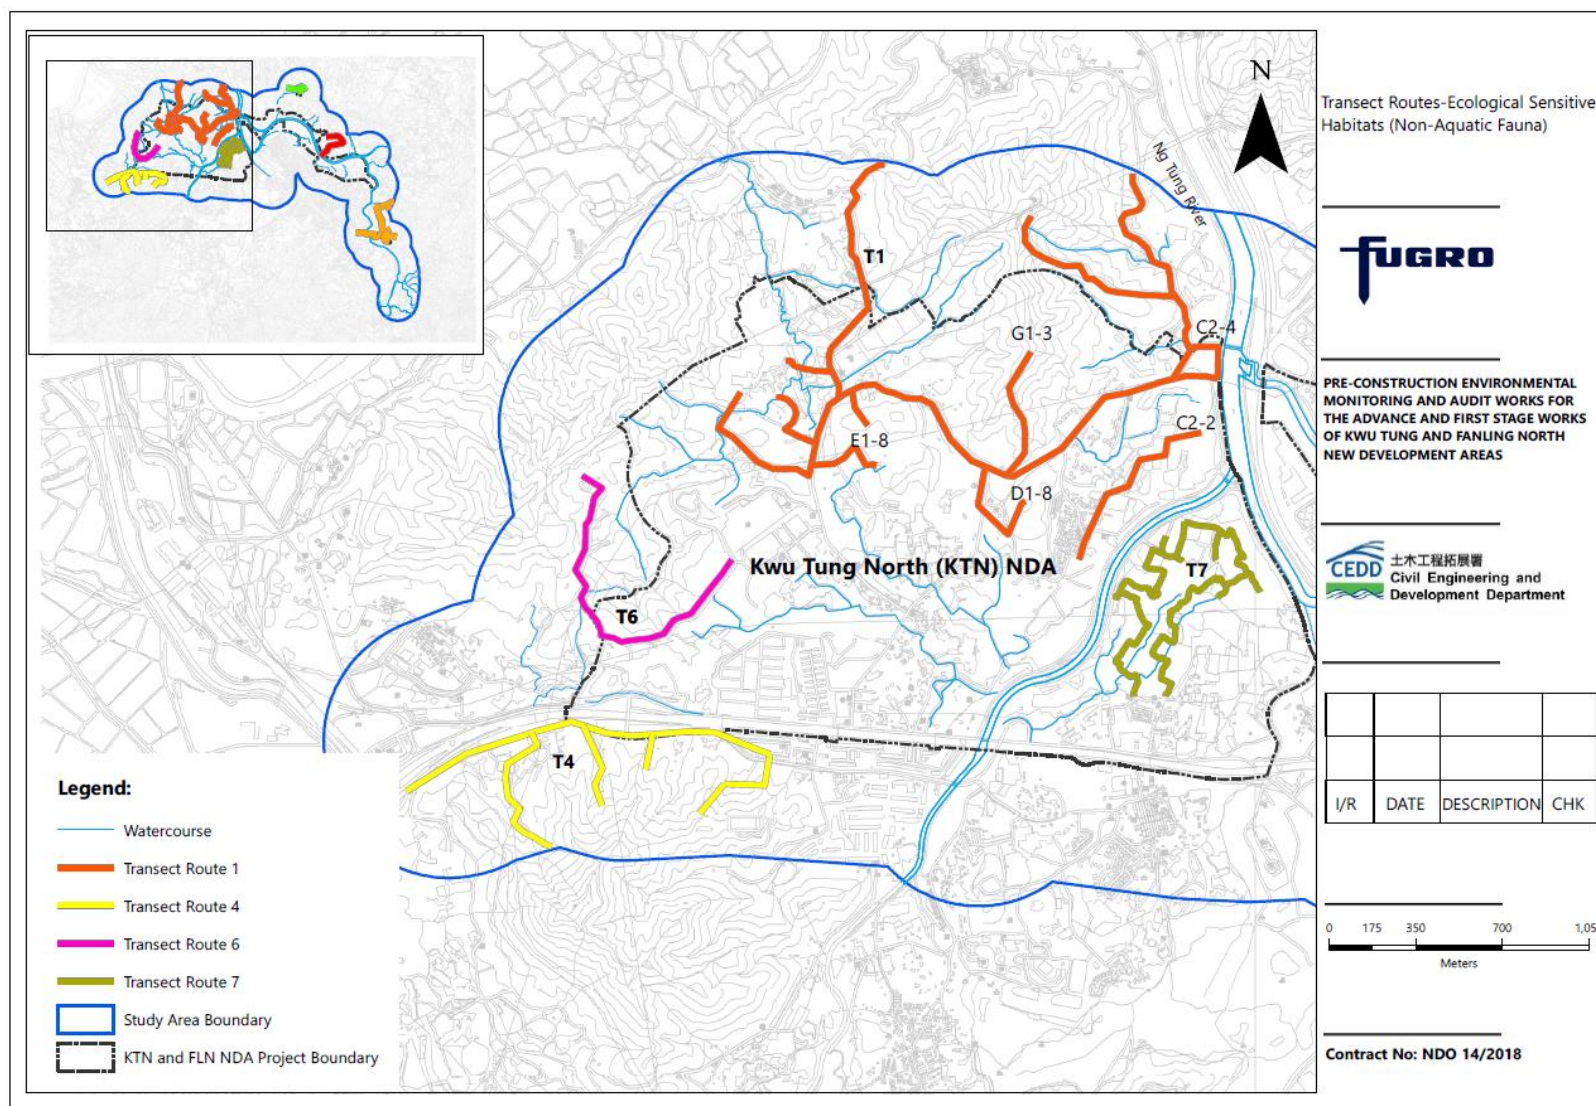 N
Ng Tung River
T1
C2-4
G1-3
C2-2
E1-8
D1-8
Kwu Tung North (KTN) NDA
T7
T6
T4
Legend:
Watercourse
Transect Route 1
Transect Route 4
Transect Route 6
Transect Route 7
Study Area Boundary
KTN and FLN NDA Project Boundary
Transect Routes-Ecological Sensitive
Habitats (Non-Aquatic Fauna)
FUGRO
PRE-CONSTRUCTION ENVIRONMENTAL
MONITORING AND AUDIT WORKS FOR
THE ADVANCE AND FIRST STAGE WORKS
OF KWU TUNG AND FANLING NORTH
NEW DEVELOPMENT AREAS
CEDD
土木工程拓展署
Civil Engineering and
Development Department
I/R DATE DESCRIPTION CHK
0 175 350 700 1,05
Meters
Contract No: NDO 14/2018